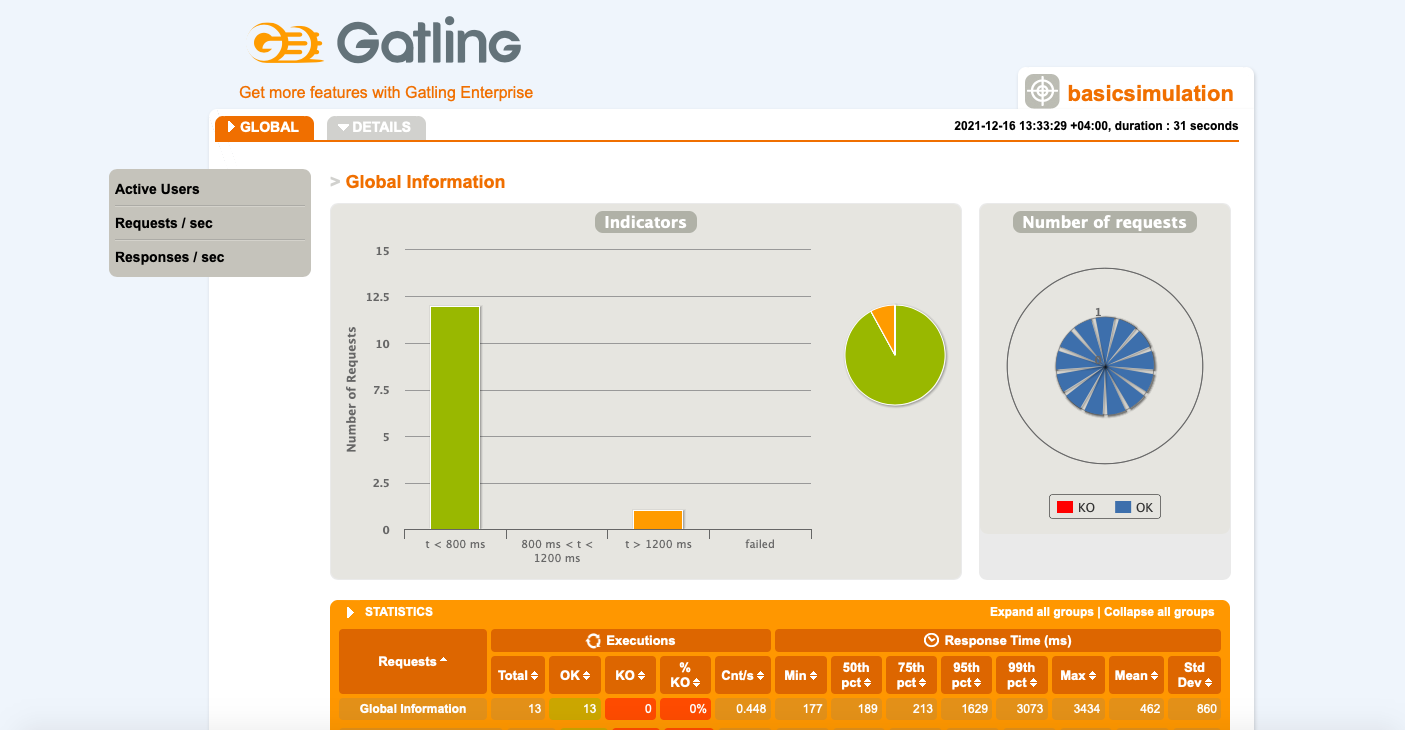 Gatling
Get more features with Gatling Enterprise
basicsimulation
GLOBAL
DETAILS
2021-12-16 13:33:29 +04:00, duration : 31 seconds
Active Users
Requests / sec
Responses / sec
> Global Information
Indicators
Number of Requests
15
12.5
10
7.5
5
2.5
0
t < 800 ms
800 ms < t <
1200 ms
t > 1200 ms
failed
Number of requests
1
KO OK
STATISTICS
Expand all groups | Collapse all groups
Requests
Executions
Response Time (ms)
Total OK KO % KO Cnt/s Min 50th pct 75th pct 95th pct 99th pct Max Mean Std Dev
Global Information 13 13 0 0% 0.448 177 189 213 1629 3073 3434 462 860